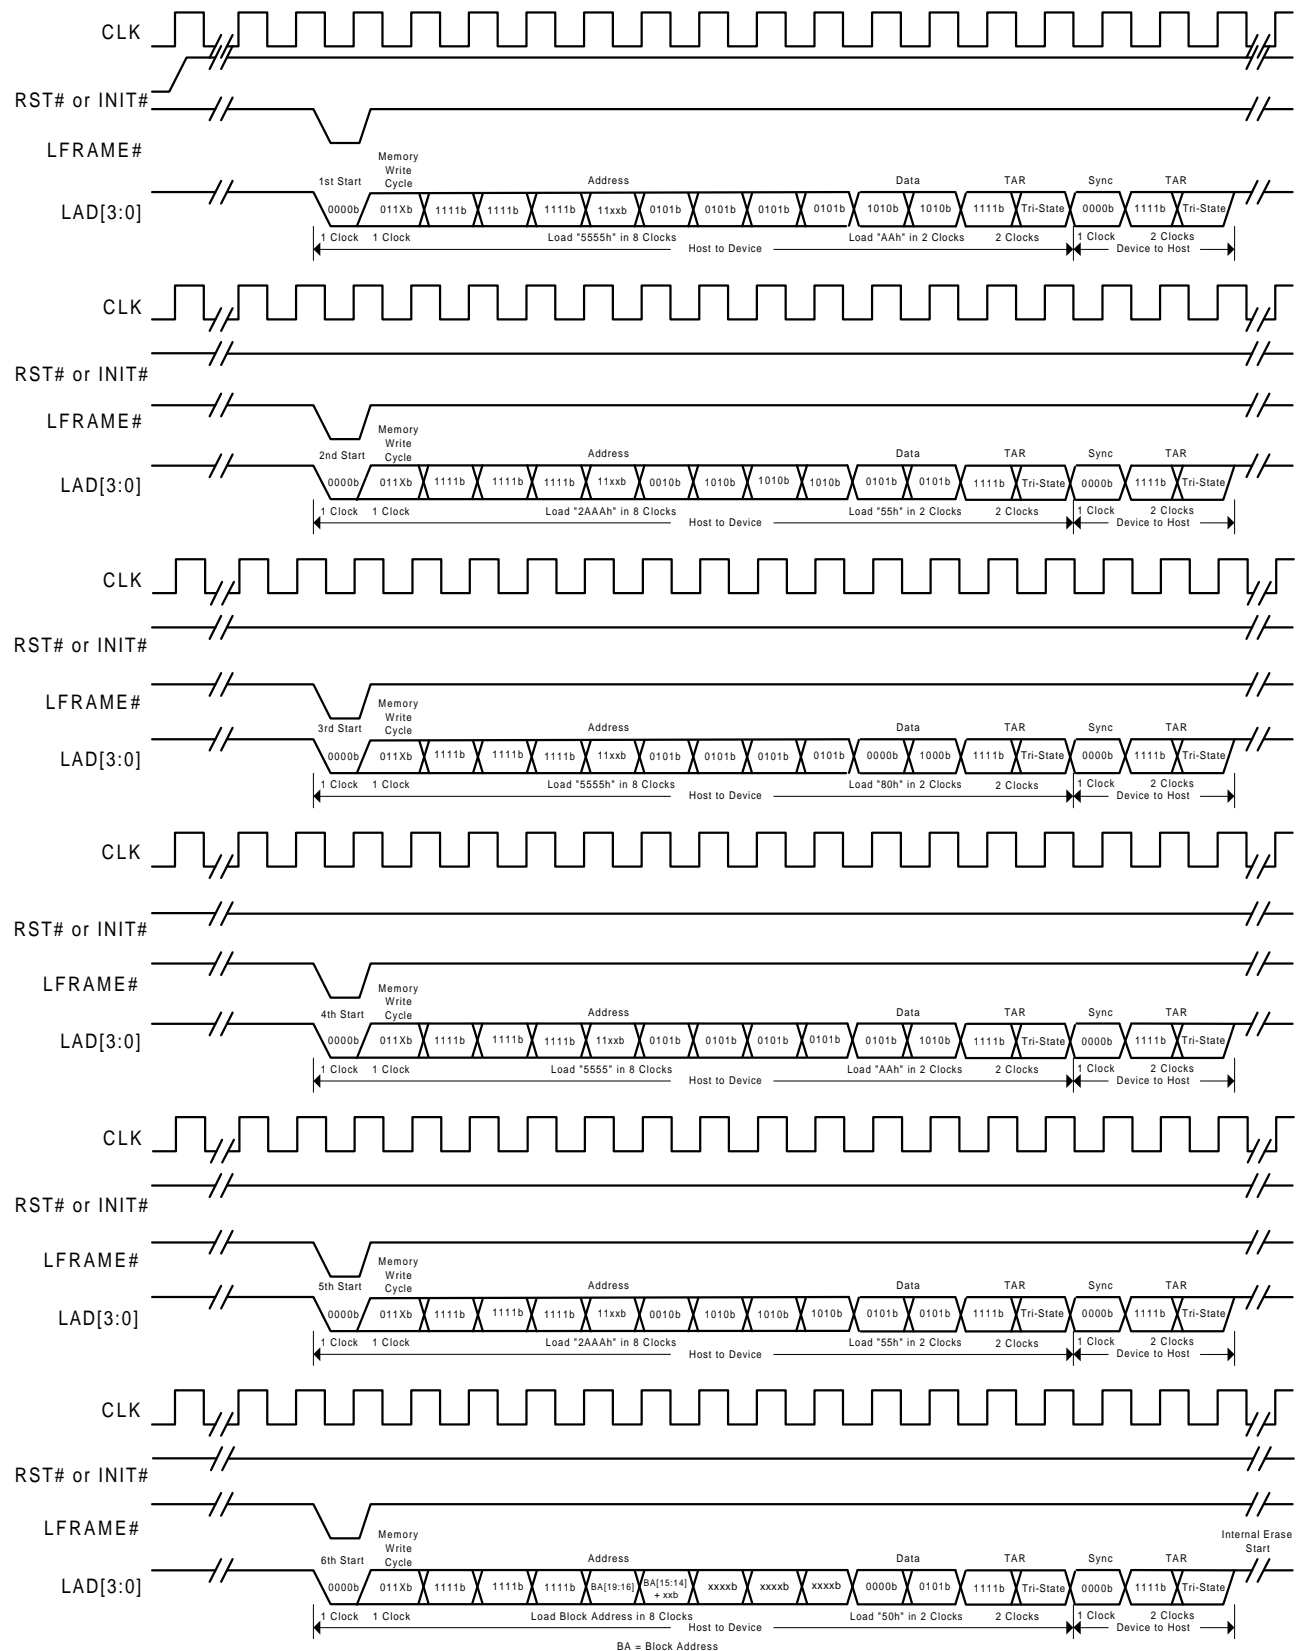 CLK
RST# or INIT#
LFRAME#
Memory
Write
Cycle
1st Start Address Data TAR Sync TAR
LAD[3:0] 0000b 011Xb 1111b 1111b 1111b 11xxb 0101b 0101b 0101b 0101b 1010b 1010b 1111b Tri-State 0000b 1111b Tri-State
1 Clock 1 Clock Load "5555h" in 8 Clocks Load "AAh" in 2 Clocks 2 Clocks 1 Clock 2 Clocks
Host to Device Device to Host
CLK
RST# or INIT#
LFRAME#
Memory
Write
Cycle
2nd Start Address Data TAR Sync TAR
LAD[3:0] 0000b 011Xb 1111b 1111b 1111b 11xxb 0010b 1010b 1010b 1010b 0101b 0101b 1111b Tri-State 0000b 1111b Tri-State
1 Clock 1 Clock Load "2AAAh" in 8 Clocks Load "55h" in 2 Clocks 2 Clocks 1 Clock 2 Clocks
Host to Device Device to Host
CLK
RST# or INIT#
LFRAME#
Memory
Write
Cycle
3rd Start Address Data TAR Sync TAR
LAD[3:0] 0000b 011Xb 1111b 1111b 1111b 11xxb 0101b 0101b 0101b 0101b 0000b 1000b 1111b Tri-State 0000b 1111b Tri-State
1 Clock 1 Clock Load "5555h" in 8 Clocks Load "80h" in 2 Clocks 2 Clocks 1 Clock 2 Clocks
Host to Device Device to Host
CLK
RST# or INIT#
LFRAME#
Memory
Write
Cycle
4th Start Address Data TAR Sync TAR
LAD[3:0] 0000b 011Xb 1111b 1111b 1111b 11xxb 0101b 0101b 0101b 0101b 0101b 1010b 1111b Tri-State 0000b 1111b Tri-State
1 Clock 1 Clock Load "5555" in 8 Clocks Load "AAh" in 2 Clocks 2 Clocks 1 Clock 2 Clocks
Host to Device Device to Host
CLK
RST# or INIT#
LFRAME#
Memory
Write
Cycle
5th Start Address Data TAR Sync TAR
LAD[3:0] 0000b 011Xb 1111b 1111b 1111b 11xxb 0010b 1010b 1010b 1010b 0101b 0101b 1111b Tri-State 0000b 1111b Tri-State
1 Clock 1 Clock Load "2AAAh" in 8 Clocks Load "55h" in 2 Clocks 2 Clocks 1 Clock 2 Clocks
Host to Device Device to Host
CLK
RST# or INIT#
LFRAME#
Memory
Write
Cycle
Internal Erase
Start
6th Start Address Data TAR Sync TAR
LAD[3:0] 0000b 011Xb 1111b 1111b 1111b BA[19:16] BA[15:14] + xxb xxxxb xxxxb xxxxb 0000b 0101b 1111b Tri-State 0000b 1111b Tri-State
1 Clock 1 Clock Load Block Address in 8 Clocks Load "50h" in 2 Clocks 2 Clocks 1 Clock 2 Clocks
Host to Device Device to Host
BA = Block Address